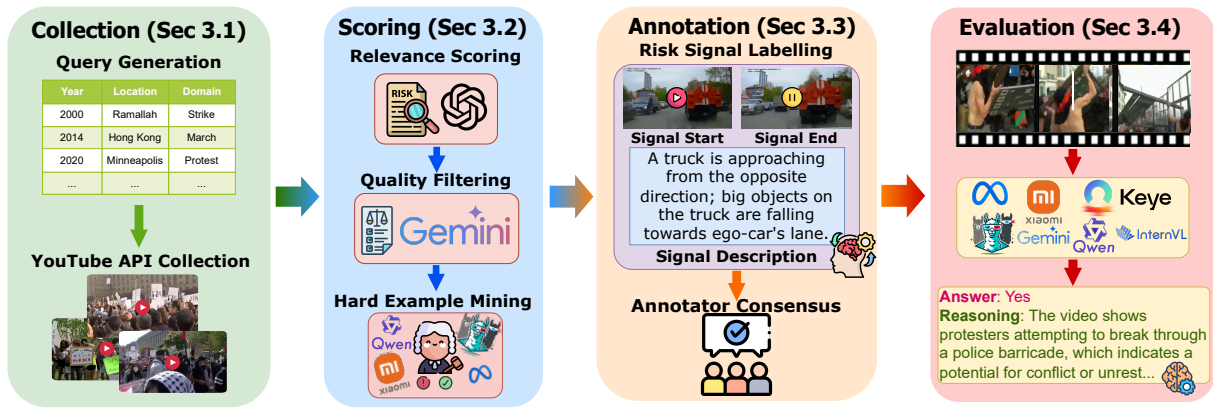 Collection (Sec 3.1)
Query Generation
Year Location Domain
2000 Ramallah Strike
2014 Hong Kong March
2020 Minneapolis Protest
... ... ...
YouTube API Collection
Scoring (Sec 3.2)
Relevance Scoring
RISK
Quality Filtering
Gemini
Hard Example Mining
Qwen
xiaomi
Annotation (Sec 3.3)
Risk Signal Labelling
Signal Start Signal End
A truck is approaching
from the opposite
direction; big objects on
the truck are falling
towards ego-car's lane.
Signal Description
Annotator Consensus
Evaluation (Sec 3.4)
xiaomi
Keye
Gemini
Qwen
InternVL
Answer: Yes
Reasoning: The video shows
protesters attempting to break through
a police barricade, which indicates a
potential for conflict or unrest...